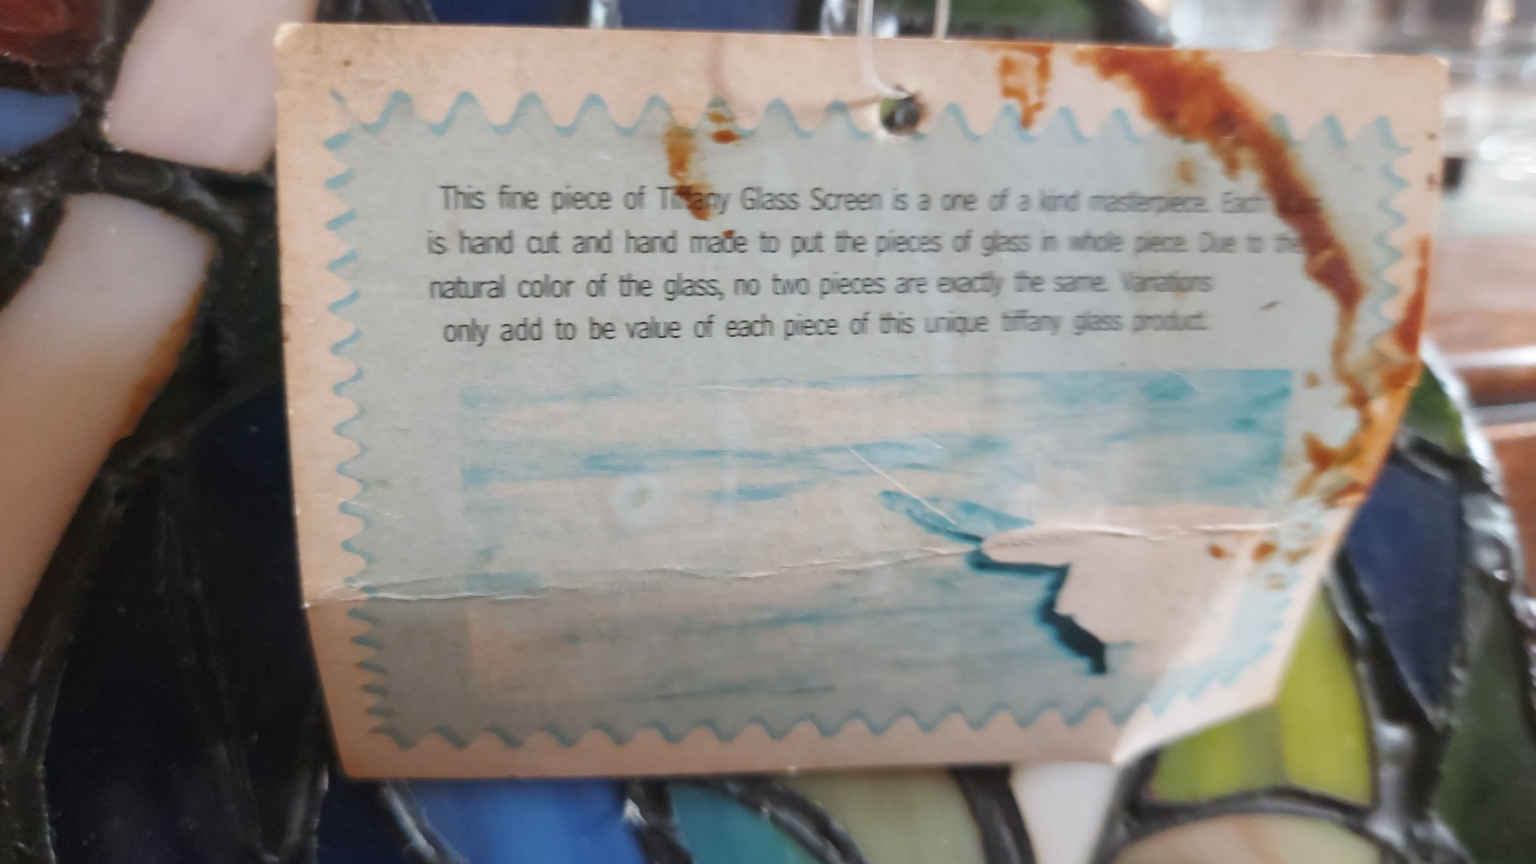 This fine piece of Tiffany Glass Screen is a one of a kind masterpiece. Each
is hand cut and hand made to put the pieces of glass in whole piece. Due to the
natural color of the glass, no two pieces are exactly the same. Variations
only add to be value of each piece of this unique tiffany glass product.